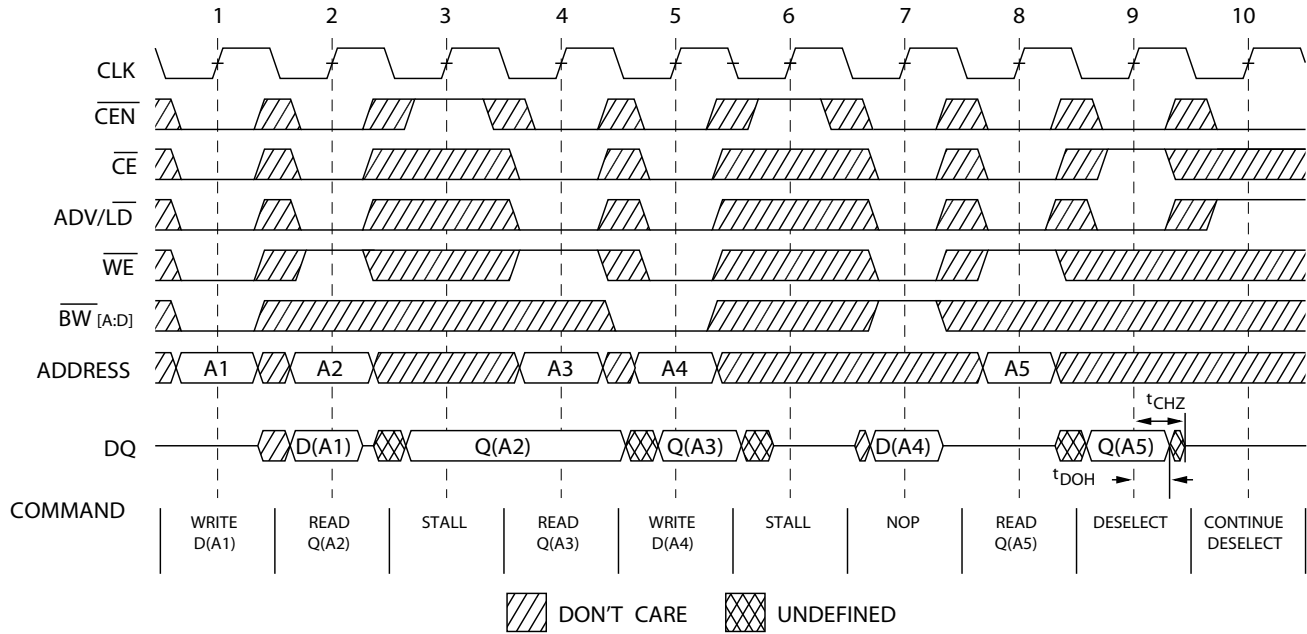 1 2 3 4 5 6 7 8 9 10
CLK
CEN
CE
ADV/LD
WE
BW [A:D]
ADDRESS A1 A2 A3 A4 A5
tCHZ
DQ D(A1) Q(A2) Q(A3) D(A4) Q(A5)
tDOH
COMMAND
WRITE D(A1)
READ Q(A2)
STALL
READ Q(A3)
WRITE D(A4)
STALL
NOP
READ Q(A5)
DESELECT
CONTINUE DESELECT
DON'T CARE UNDEFINED